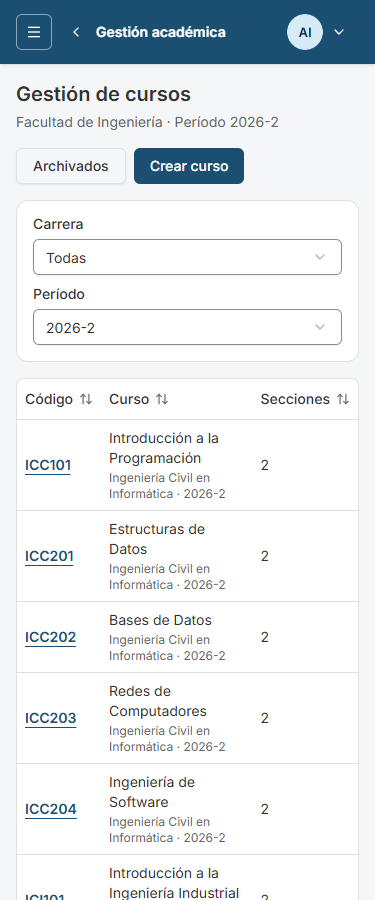 Gestión académica
AI
Gestión de cursos
Facultad de Ingeniería · Período 2026-2
Archivados
Crear curso
Carrera
Todas
Período
2026-2
Código
Curso
Secciones
ICC101
Introducción a la
Programación
Ingeniería Civil en
Informática · 2026-2
2
ICC201
Estructuras de
Datos
Ingeniería Civil en
Informática · 2026-2
2
ICC202
Bases de Datos
Ingeniería Civil en
Informática · 2026-2
2
ICC203
Redes de
Computadores
Ingeniería Civil en
Informática · 2026-2
2
ICC204
Ingeniería de
Software
Ingeniería Civil en
Informática · 2026-2
2
ICI101
Introducción a la
Ingeniería Industrial
2